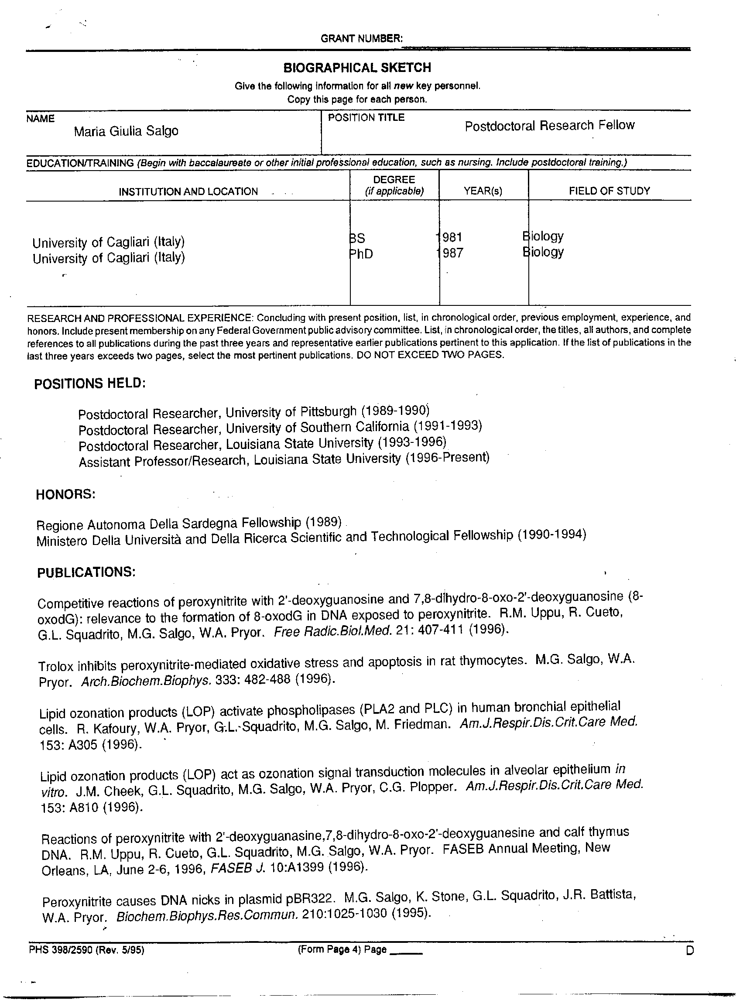 GRANT NUMBER:
BIOGRAPHICAL SKETCH
Give the following information for all new key personnel.
Copy this page for each person.
NAME
Maria Giulia Salgo
POSITION TITLE
Postdoctoral Research Fellow
EDUCATION/TRAINING (Begin with baccalaureate or other initial professional education, such as nursing. Include postdoctoral training.)
INSTITUTION AND LOCATION
DEGREE
(if applicable)
YEAR(s)
FIELD OF STUDY
University of Cagliari (Italy) BS 1981 Biology
University of Cagliari (Italy) PhD 1987 Biology
RESEARCH AND PROFESSIONAL EXPERIENCE: Concluding with present position, list, in chronological order, previous employment, experience, and
honors. Include present membership on any Federal Government public advisory committee. List, in chronological order, the titles, all authors, and complete
references to all publications during the past three years and representative earlier publications pertinent to this application. If the list of publications in the
last three years exceeds two pages, select the most pertinent publications. DO NOT EXCEED TWO PAGES.
POSITIONS HELD:
Postdoctoral Researcher, University of Pittsburgh (1989-1990)
Postdoctoral Researcher, University of Southern California (1991-1993)
Postdoctoral Researcher, Louisiana State University (1993-1996)
Assistant Professor/Research, Louisiana State University (1996-Present)
HONORS:
Regione Autonoma Della Sardegna Fellowship (1989)
Ministero Della Università and Della Ricerca Scientific and Technological Fellowship (1990-1994)
PUBLICATIONS:
Competitive reactions of peroxynitrite with 2'-deoxyguanosine and 7,8-dihydro-8-oxo-2'-deoxyguanosine (8-
oxodG): relevance to the formation of 8-oxodG in DNA exposed to peroxynitrite. R.M. Uppu, R. Cueto,
G.L. Squadrito, M.G. Salgo, W.A. Pryor. Free Radic.Biol.Med. 21: 407-411 (1996).
Trolox inhibits peroxynitrite-mediated oxidative stress and apoptosis in rat thymocytes. M.G. Salgo, W.A.
Pryor. Arch.Biochem.Biophys. 333: 482-488 (1996).
Lipid ozonation products (LOP) activate phospholipases (PLA2 and PLC) in human bronchial epithelial
cells. R. Kafoury, W.A. Pryor, G.L. Squadrito, M.G. Salgo, M. Friedman. Am.J.Respir.Dis.Crit.Care Med.
153: A305 (1996).
Lipid ozonation products (LOP) act as ozonation signal transduction molecules in alveolar epithelium in
vitro. J.M. Cheek, G.L. Squadrito, M.G. Salgo, W.A. Pryor, C.G. Plopper. Am.J.Respir.Dis.Crit.Care Med.
153: A810 (1996).
Reactions of peroxynitrite with 2'-deoxyguanasine,7,8-dihydro-8-oxo-2'-deoxyguanesine and calf thymus
DNA. R.M. Uppu, R. Cueto, G.L. Squadrito, M.G. Salgo, W.A. Pryor. FASEB Annual Meeting, New
Orleans, LA, June 2-6, 1996, FASEB J. 10:A1399 (1996).
Peroxynitrite causes DNA nicks in plasmid pBR322. M.G. Salgo, K. Stone, G.L. Squadrito, J.R. Battista,
W.A. Pryor. Biochem.Biophys.Res.Commun. 210:1025-1030 (1995).
PHS 398/2590 (Rev. 5/95) (Form Page 4) Page _____ D